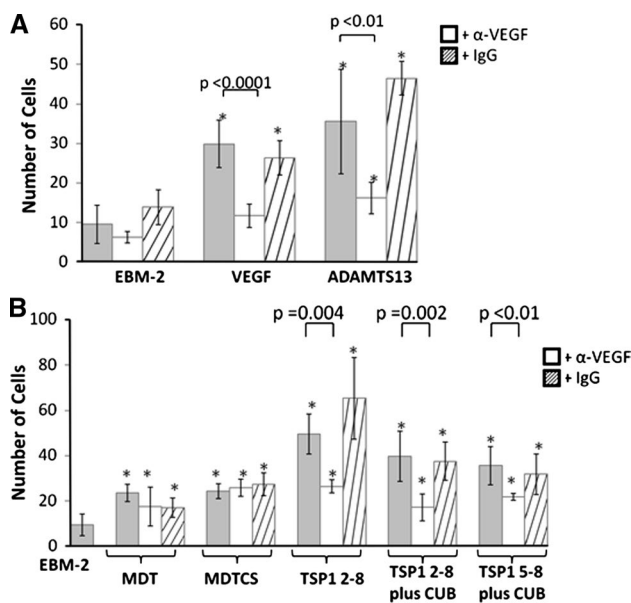 A
p <0.01
+ α-VEGF
+ IgG
p <0.0001
Number of Cells
60
50
40
30
20
10
0
* * * * *
EBM-2 VEGF ADAMTS13
B
p =0.004 p =0.002 p <0.01
+ α-VEGF
+ IgG
Number of Cells
100
80
60
40
20
0
* * * * * * * * * * * * * * *
EBM-2 MDT MDTCS TSP1 2-8 TSP1 2-8 plus CUB TSP1 5-8 plus CUB